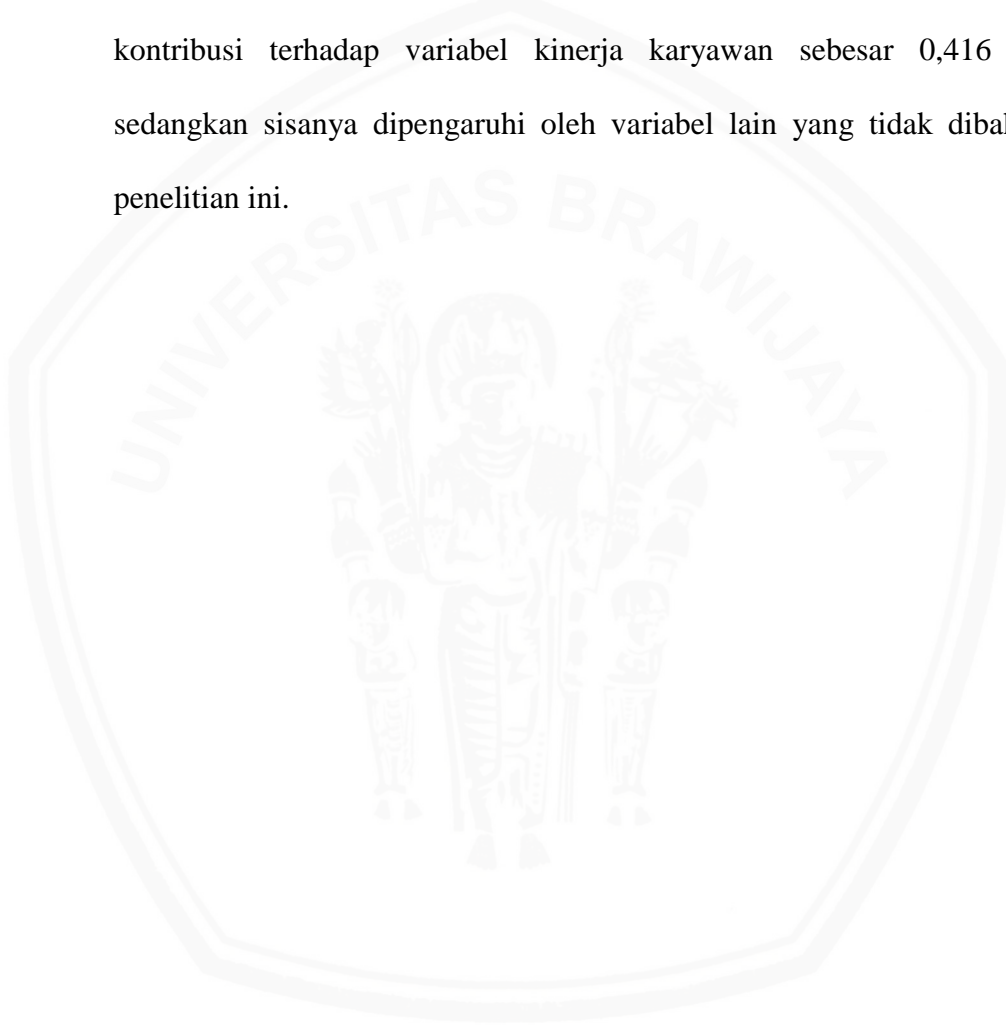 kontribusi terhadap variabel kinerja karyawan sebesar 0,416
sedangkan sisanya dipengaruhi oleh variabel lain yang tidak
penelitian ini.
UNIVERSITAS BRAWIJAYA